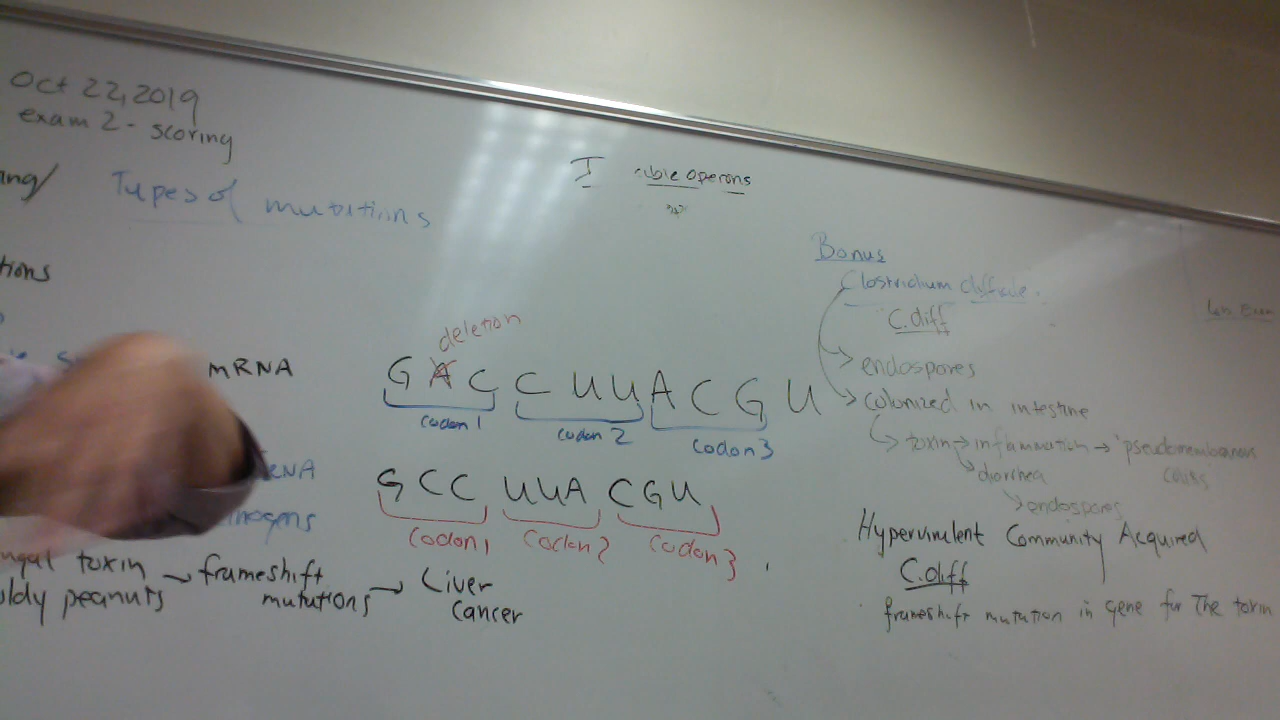 Oct 22, 2019
exam 2 - scoring
Types of mutations
operons
tions
Bonus
Clostridium difficile.
C. diff
endospores
colonized in intestine
toxin → inflammation → pseudomembranous
colitis
diarrhea
endospores
deletion
mRNA
G A C C U U A C G U
codon 1 codon 2 codon 3
G C C U U A C G U
codon 1 codon 2 codon 3
toxin → frameshift → Liver
peanuts mutations cancer
Hypervirulent Community Acquired
C. diff
frameshift mutation in gene for The toxin